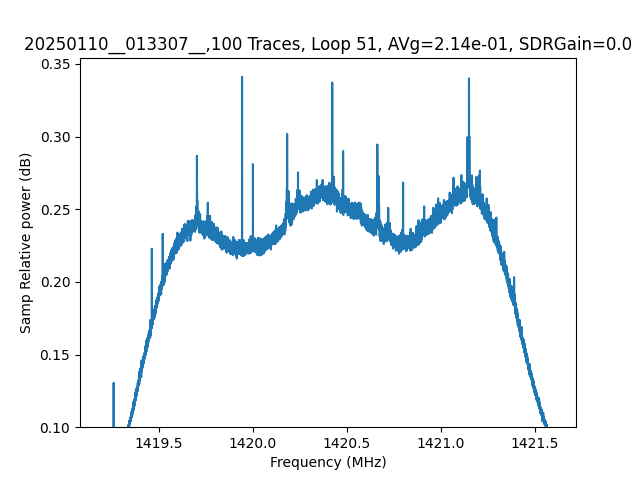 20250110__013307__,100 Traces, Loop 51, AVg=2.14e-01, SDRGain=0.0
0.35
0.30
0.25
0.20
0.15
0.10
Samp Relative power (dB)
1419.5 1420.0 1420.5 1421.0 1421.5
Frequency (MHz)